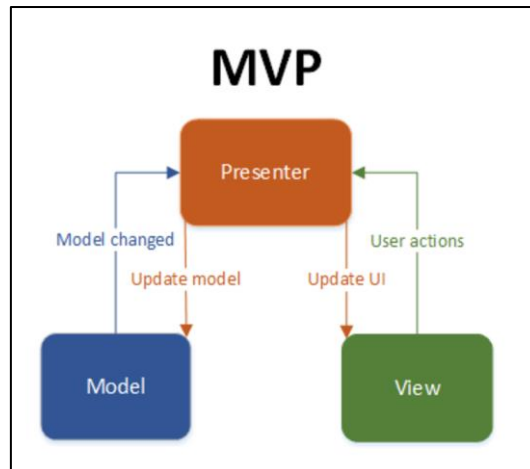 MVP
Presenter
Model changed
User actions
Update model
Update UI
Model
View